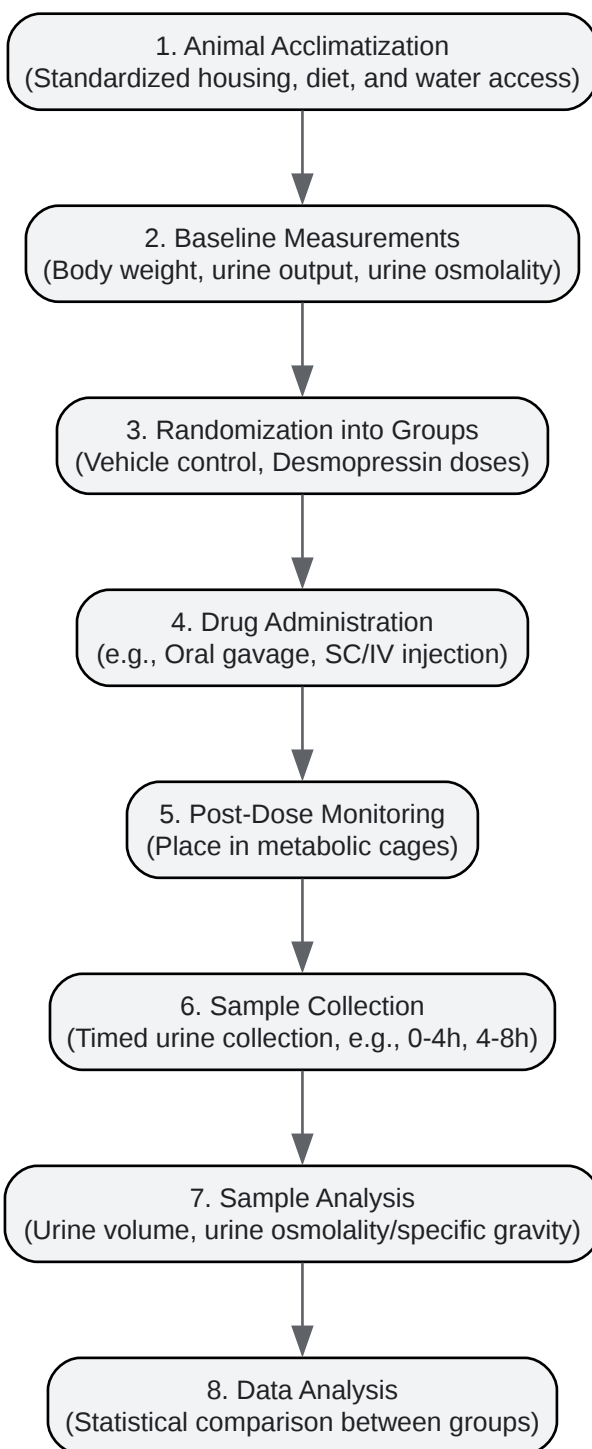 1. Animal Acclimatization
(Standardized housing, diet, and water access)
2. Baseline Measurements
(Body weight, urine output, urine osmolality)
3. Randomization into Groups
(Vehicle control, Desmopressin doses)
4. Drug Administration
(e.g., Oral gavage, SC/IV injection)
5. Post-Dose Monitoring
(Place in metabolic cages)
6. Sample Collection
(Timed urine collection, e.g., 0-4h, 4-8h)
7. Sample Analysis
(Urine volume, urine osmolality/specific gravity)
8. Data Analysis
(Statistical comparison between groups)